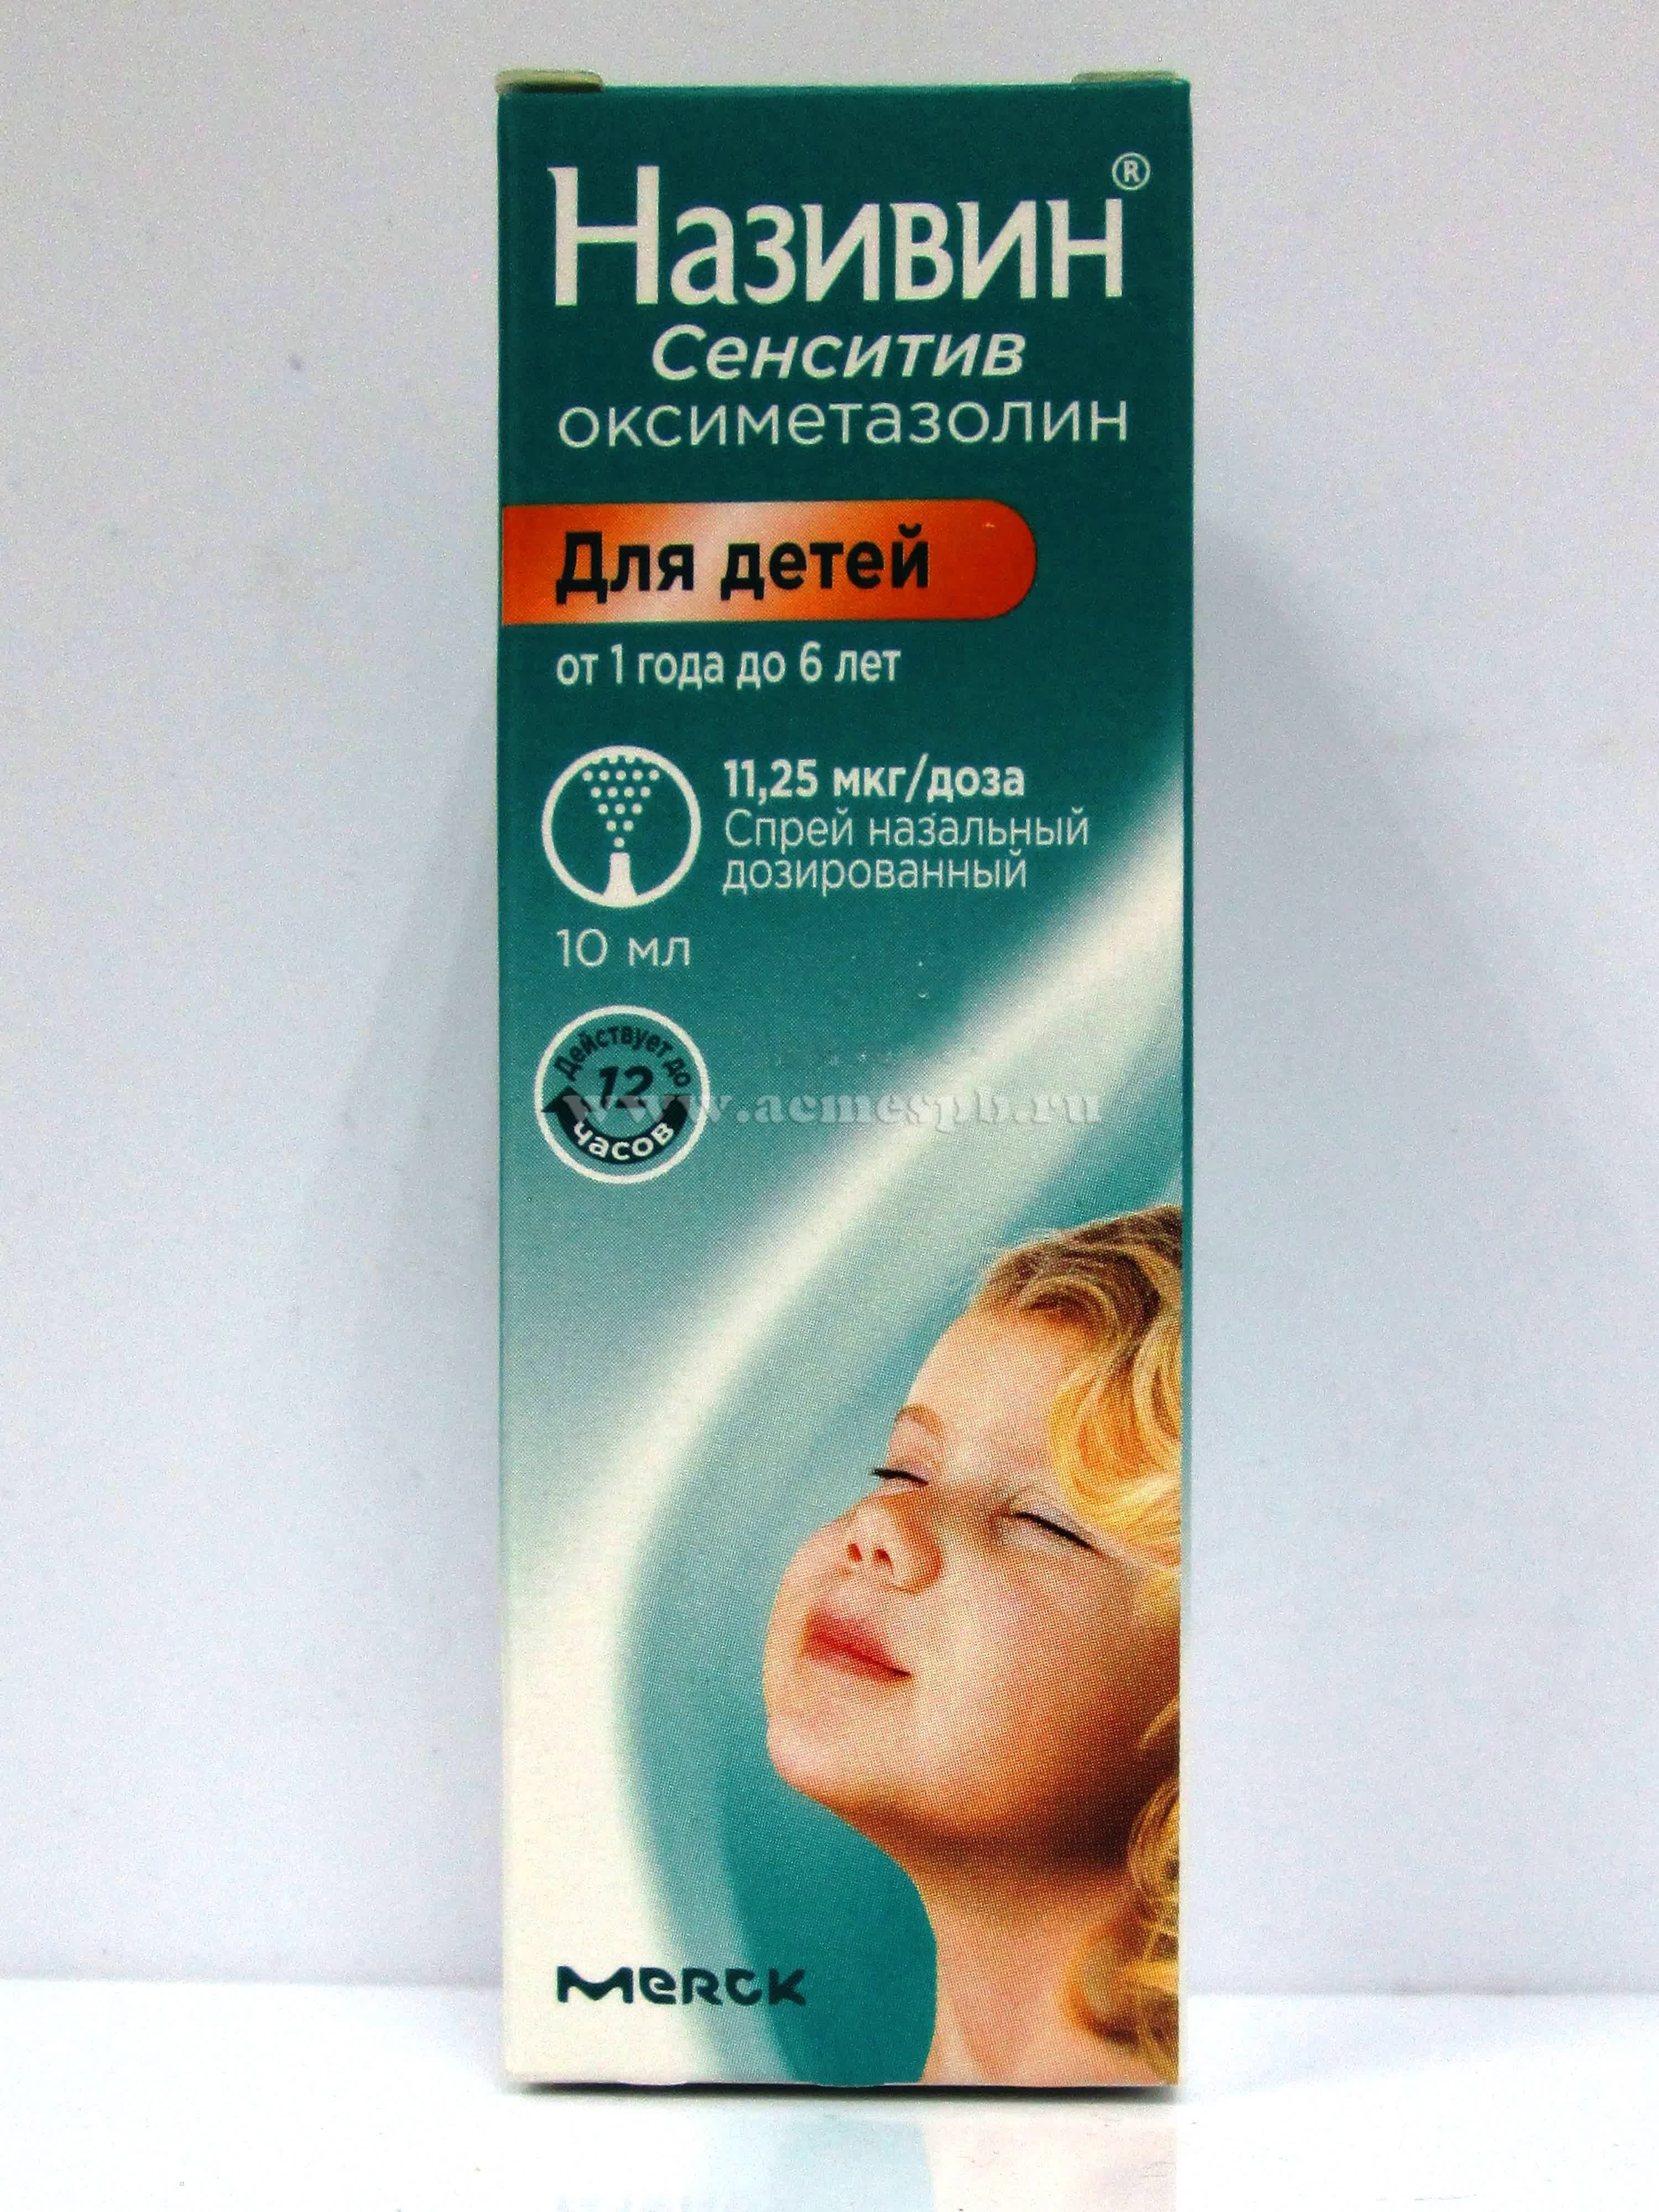 Називин®
Сенситив
оксиметазолин
Для детей
от 1 года до 6 лет
11,25 мкг/доза
Спрей назальный
дозированный
10 мл
Действует до
12
часов
www.acmespb.ru
Merck